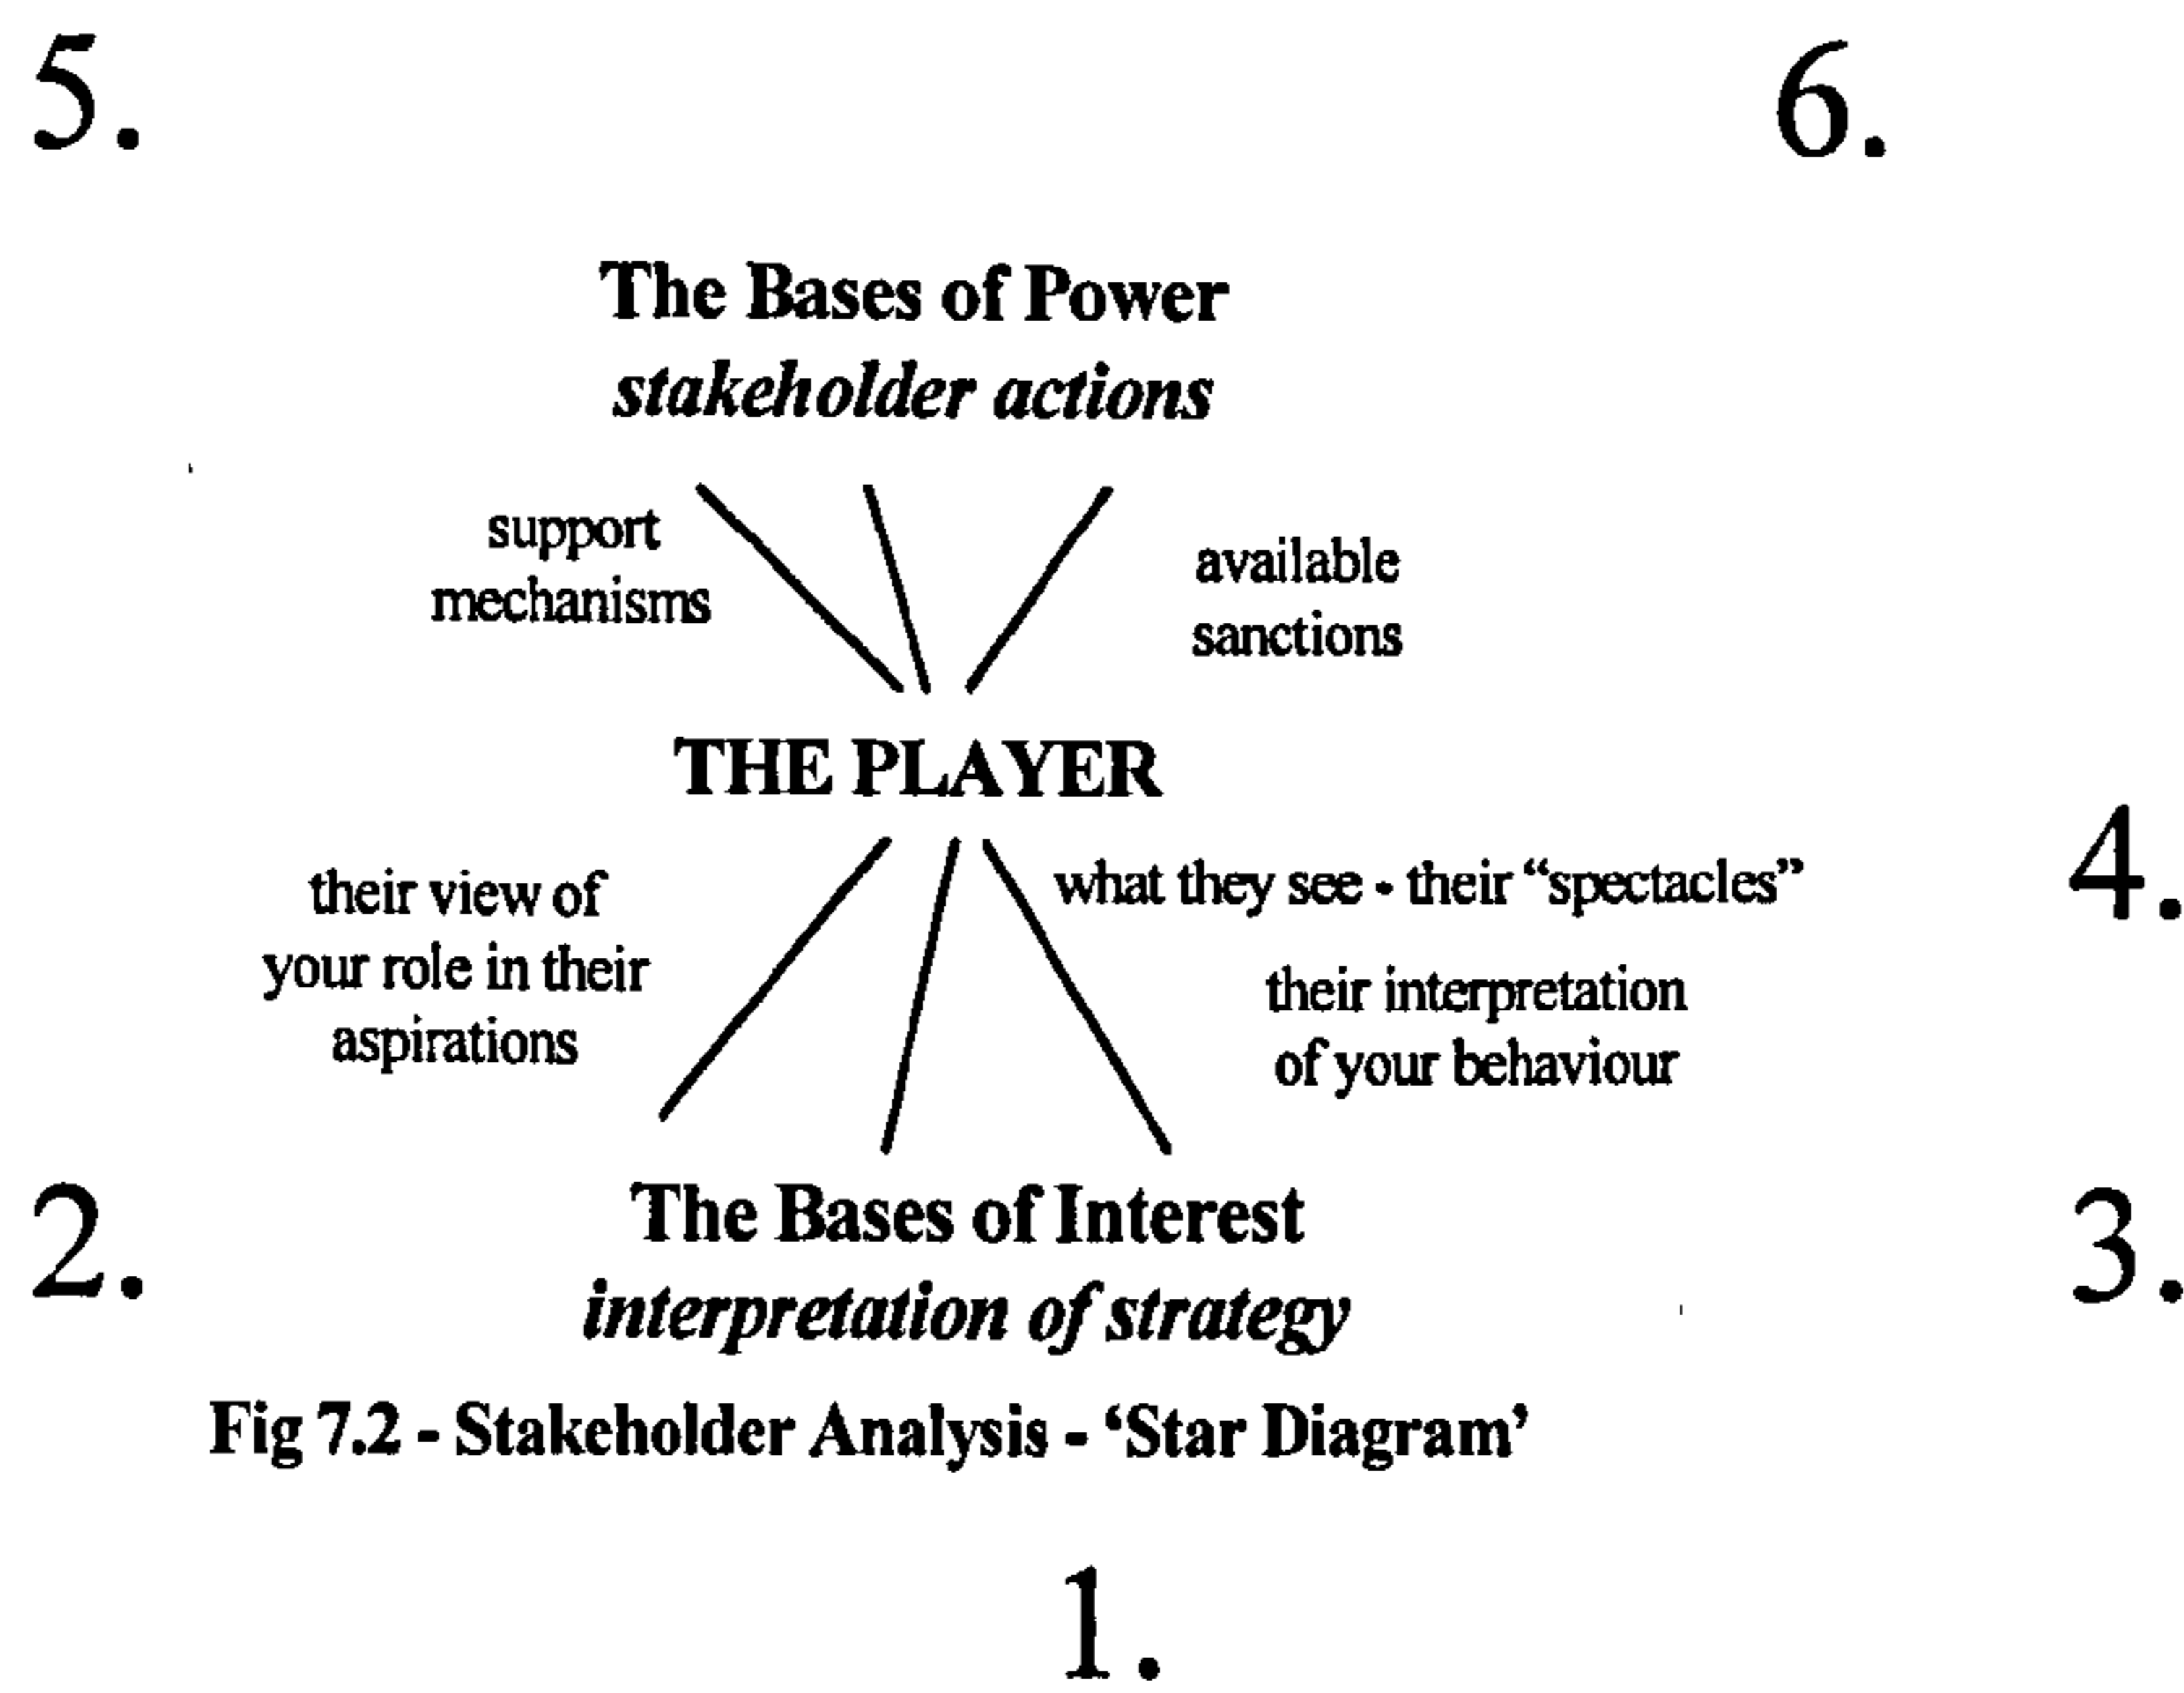 5.
6.
The Bases of Power
stakeholder actions
support
mechanisms
available
sanctions
THE PLAYER
their view of
your role in their
aspirations
what they see - their “spectacles”
their interpretation
of your behaviour
4.
2.
3.
The Bases of Interest
interpretation of strategy
Fig 7.2 - Stakeholder Analysis - ‘Star Diagram’
1.